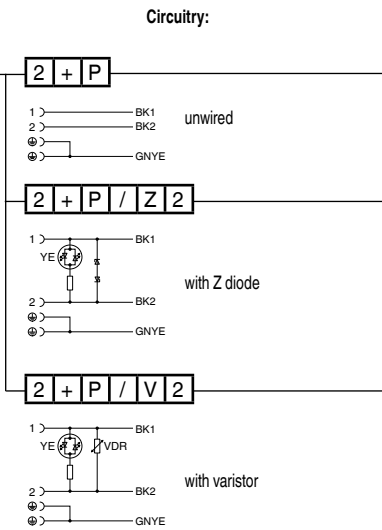 Circuitry:
2 + P
1 BK1
2 BK2
unwired
GNYE
2 + P / Z 2
1 BK1
YE
with Z diode
2 BK2
GNYE
2 + P / V 2
1 BK1
YE VDR
with varistor
2 BK2
GNYE